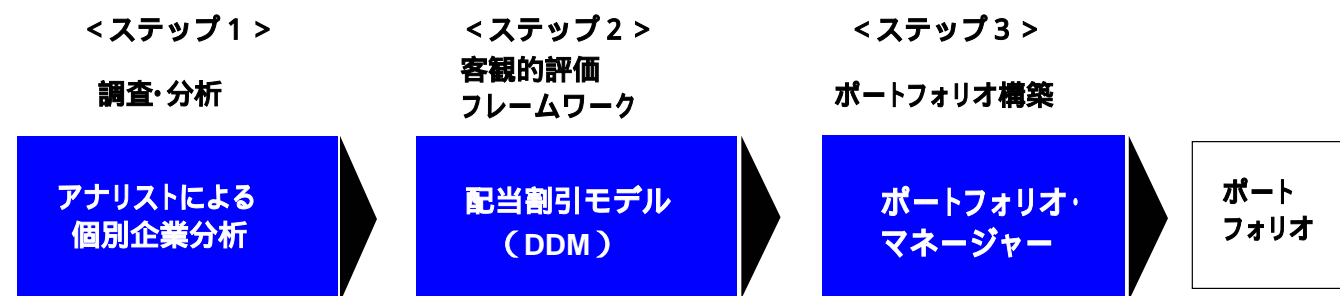 <ステップ1>
調査・分析
アナリストによる
個別企業分析
<ステップ2>
客観的評価
フレームワーク
配当割引モデル
（DDM）
<ステップ3>
ポートフォリオ構築
ポートフォリオ・
マネージャー
ポート
フォリオ